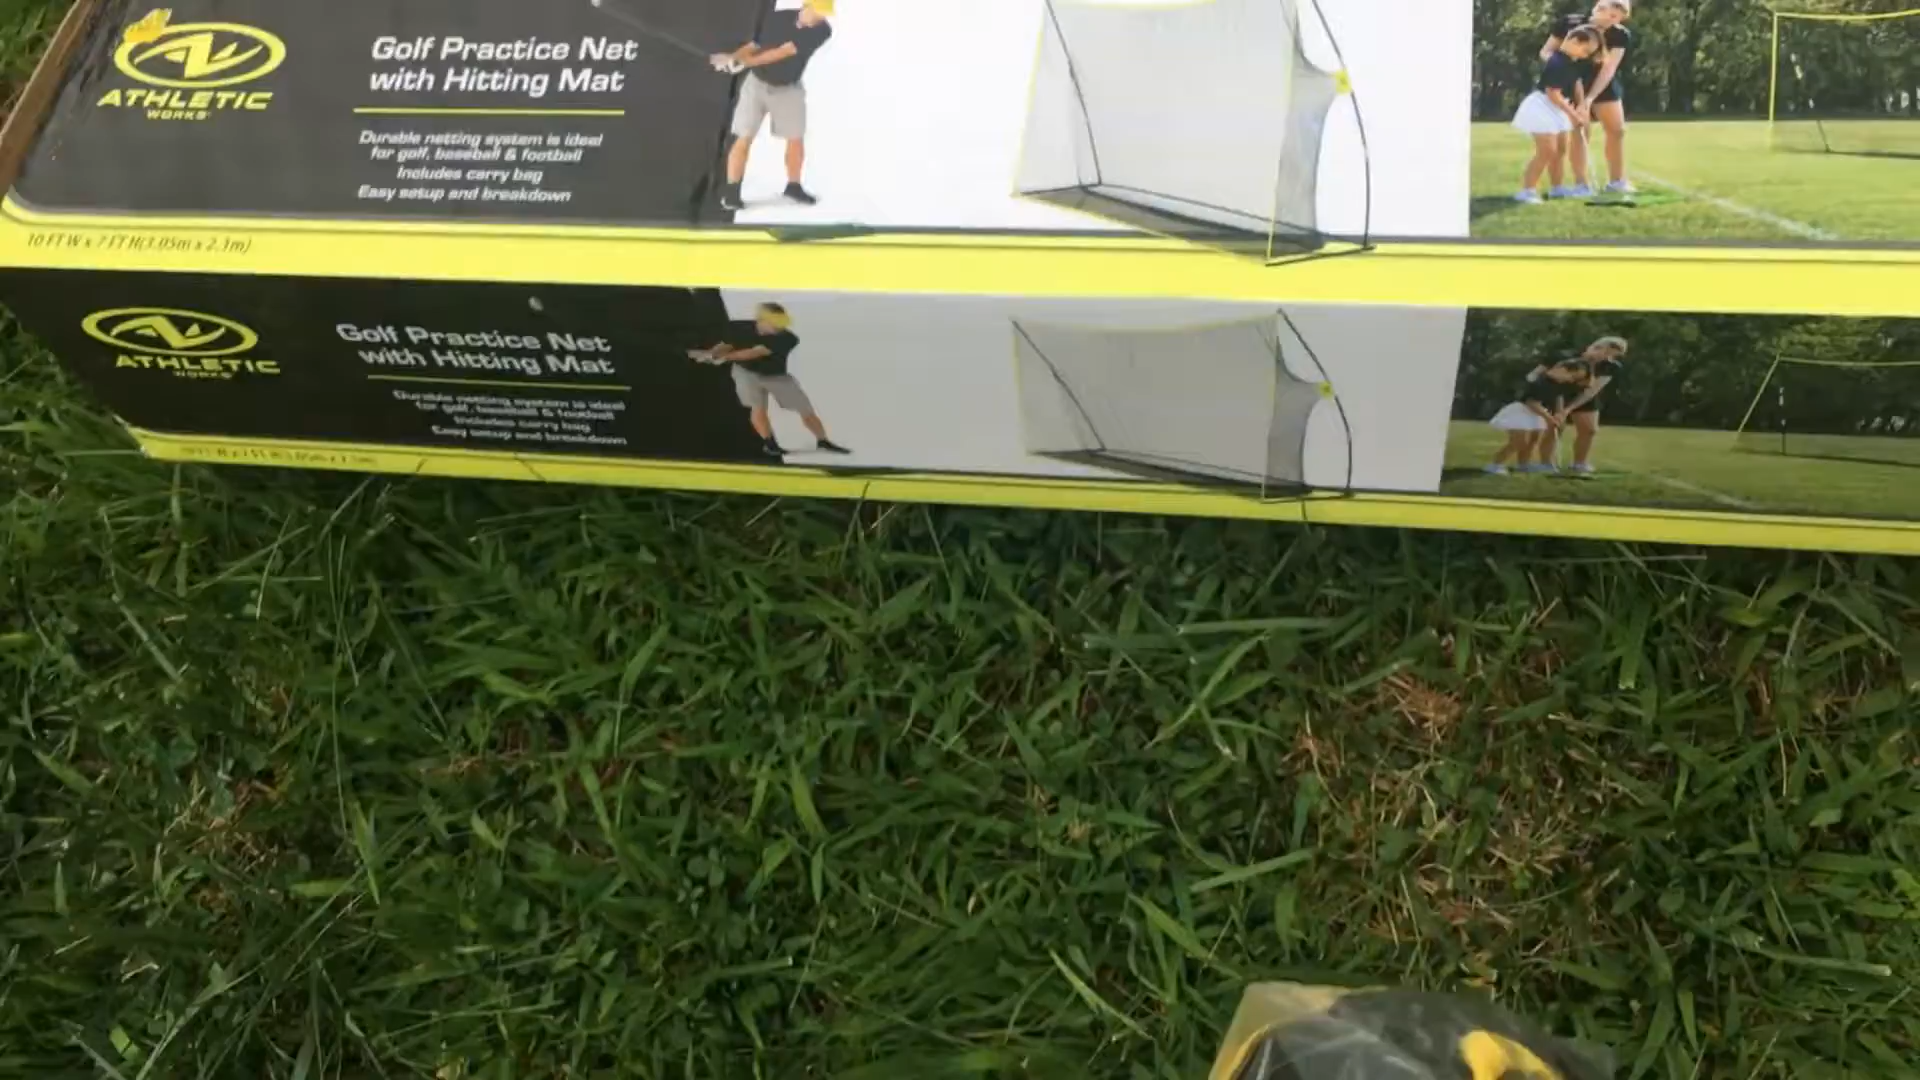 ATHLETIC
WORKS
Golf Practice Net
with Hitting Mat
Durable netting system is ideal
for golf, baseball & football
Includes carry bag
Easy setup and breakdown
10 FT W x 7 FT H(3.05m x 2.1m)
ATHLETIC
WORKS
Golf Practice Net
with Hitting Mat
Durable netting system is ideal
for golf, baseball & football
Includes carry bag
Easy setup and breakdown